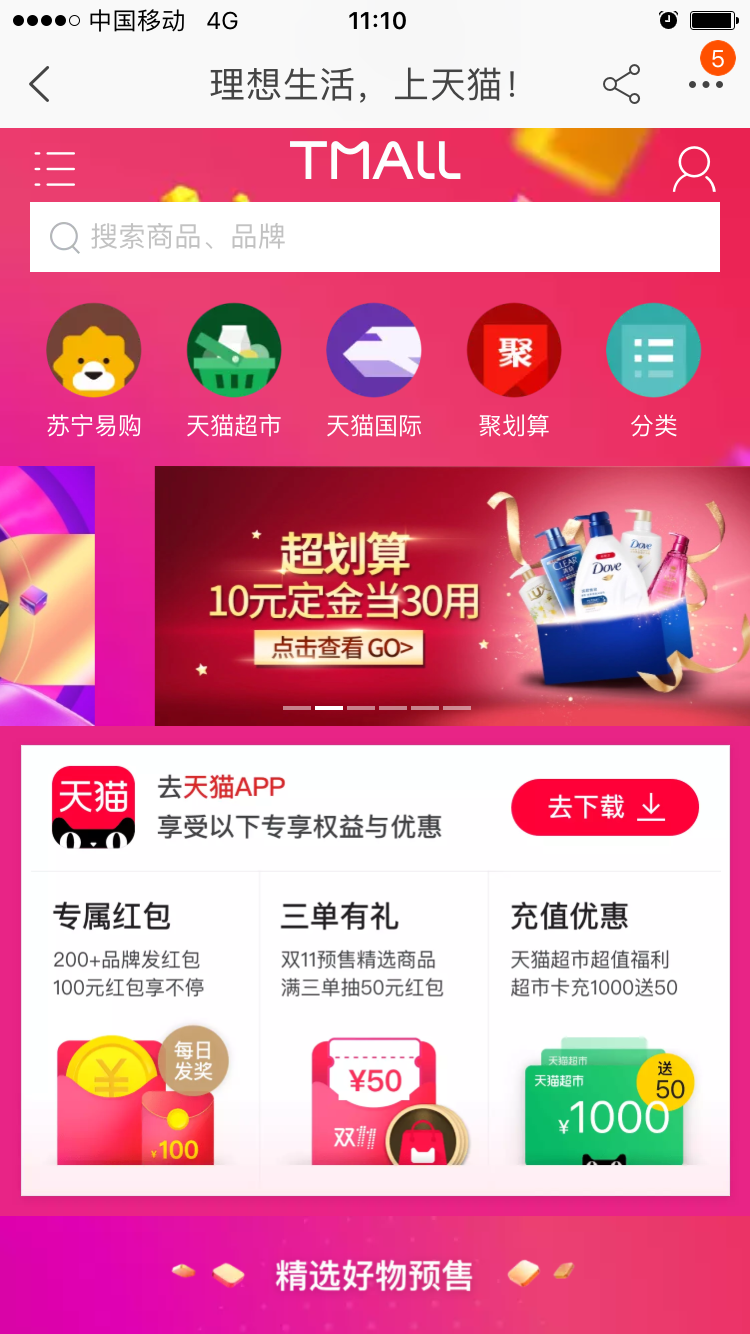 中国移动 4G 11:10
理想生活，上天猫！
5
TMALL
搜索商品、品牌
聚
苏宁易购 天猫超市 天猫国际 聚划算 分类
超划算
10元定金当30用
点击查看 GO>
LUX
CLEAR
清扬
Dove
Dove
天猫
去天猫APP
享受以下专享权益与优惠
去下载
专属红包
200+品牌发红包
100元红包享不停
每日
发奖
¥
¥100
三单有礼
双11预售精选商品
满三单抽50元红包
¥50
双11
充值优惠
天猫超市超值福利
超市卡充1000送50
天猫超市
天猫超市
送
50
¥1000
精选好物预售